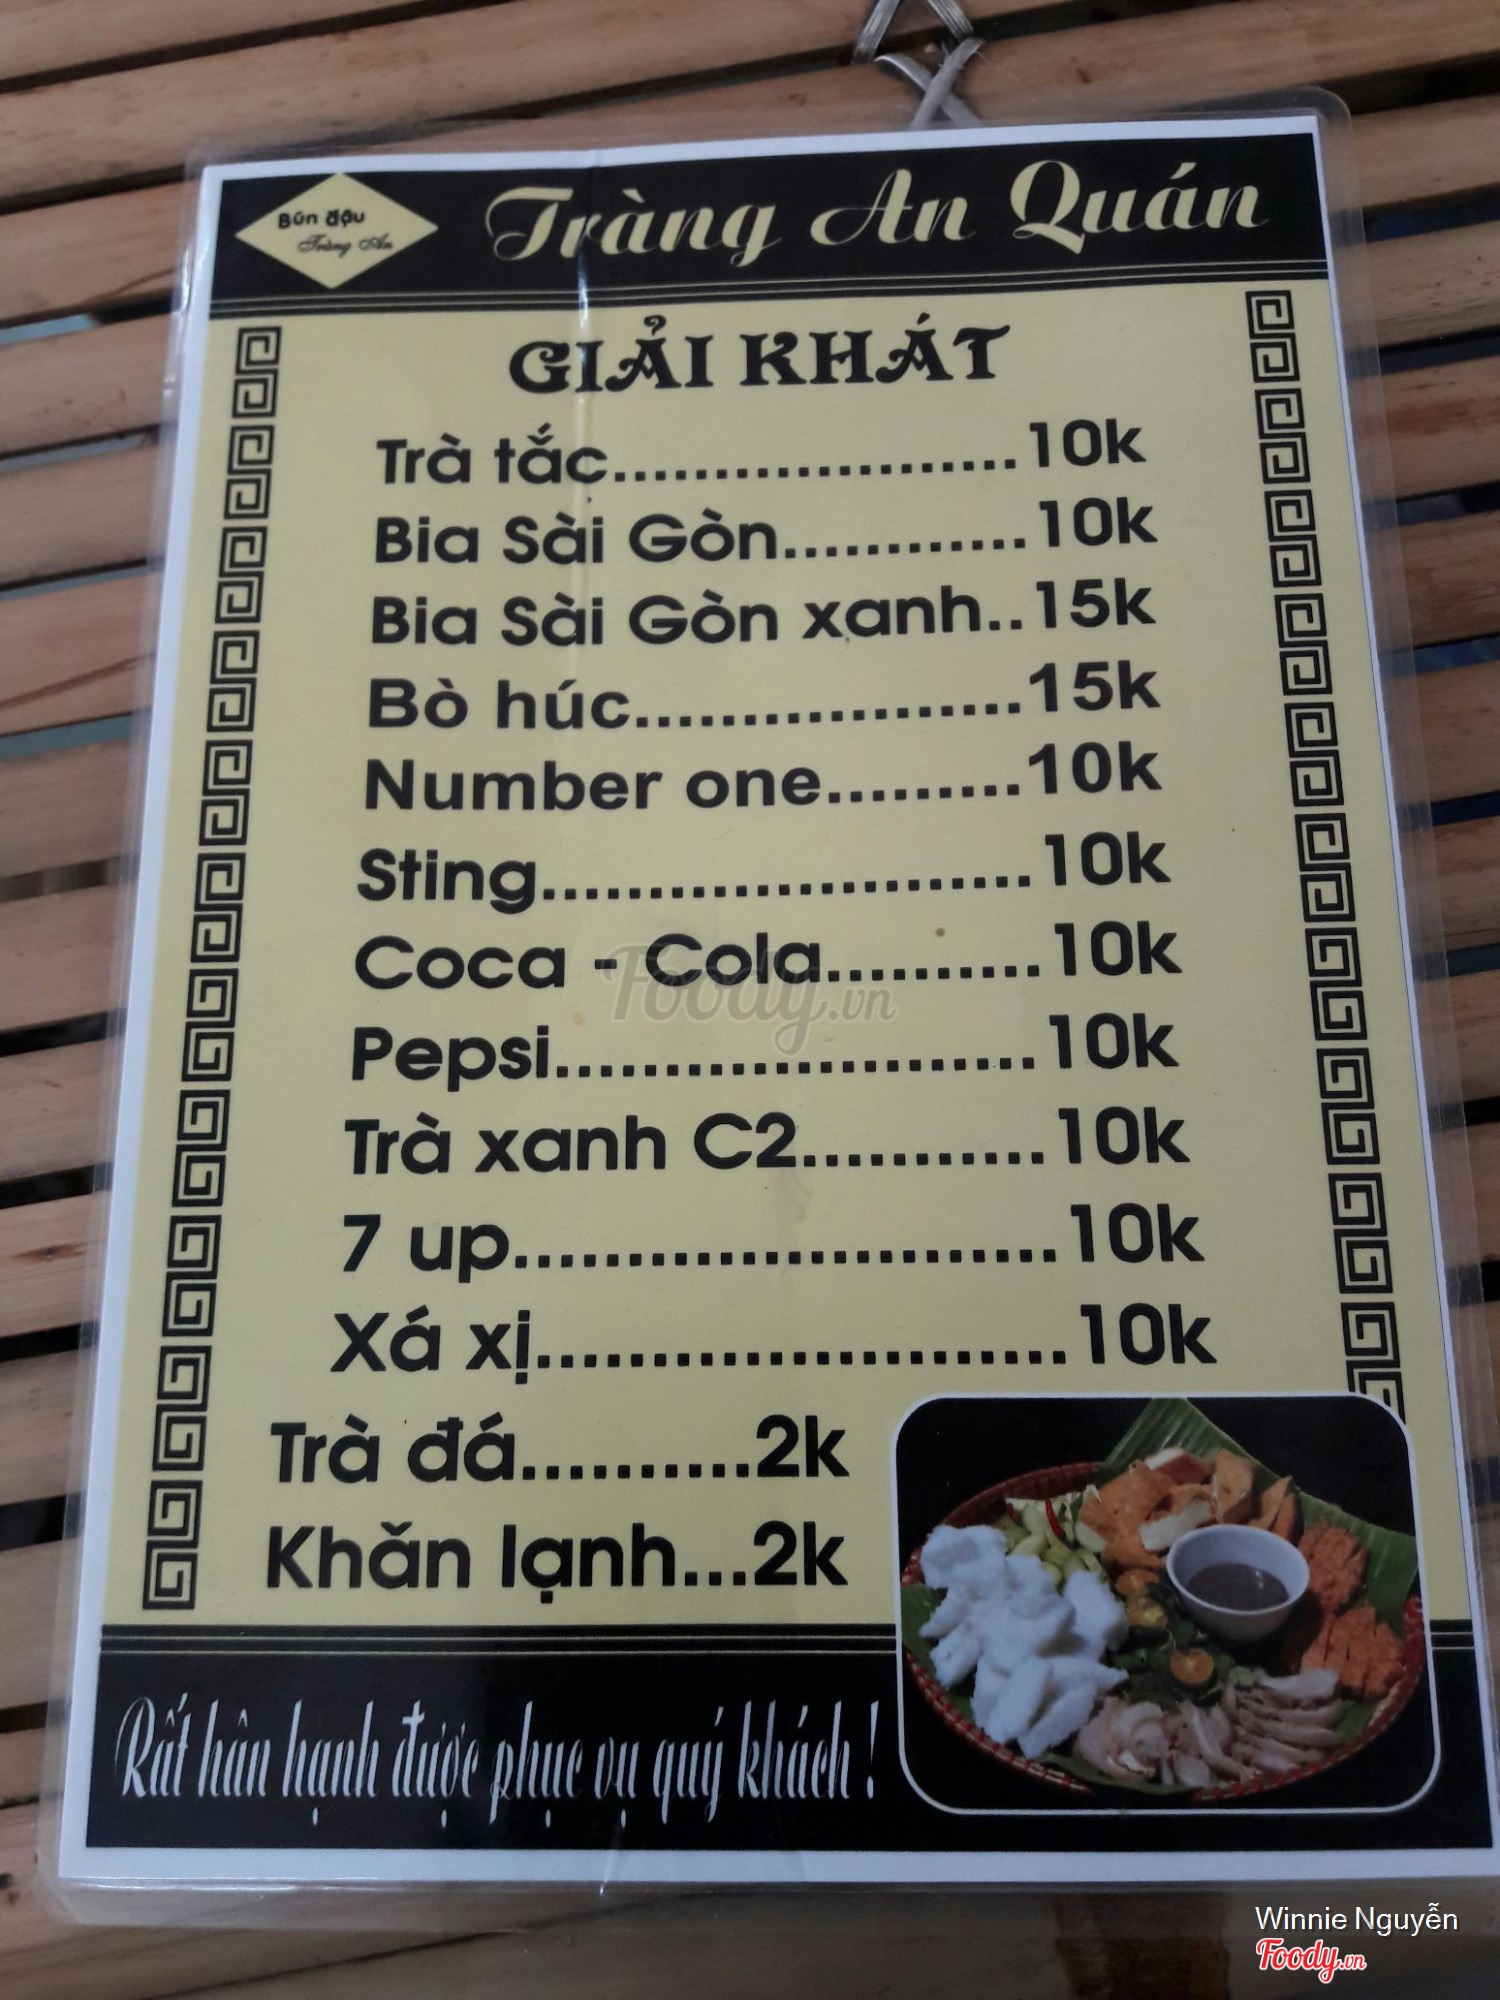 Bún đậu
Tràng An
Tràng An Quán
GIẢI KHÁT
Trà tắc....................10k
Bia Sài Gòn............10k
Bia Sài Gòn xanh..15k
Bò húc..................15k
Number one.........10k
Sting.......................10k
Coca - Cola..........10k
Pepsi......................10k
Trà xanh C2...........10k
7 up........................10k
Xá xị.......................10k
Trà đá..........2k
Khăn lạnh...2k
Rất hân hạnh được phục vụ quý khách !
Foody.vn
Winnie Nguyễn
Foody.vn